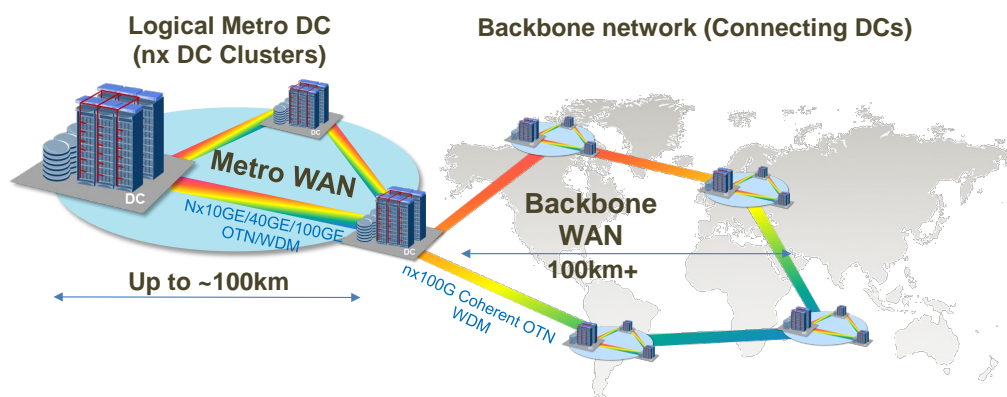 Logical Metro DC
(nx DC Clusters)
Backbone network (Connecting DCs)
DC
Metro WAN
DC
Nx10GE/40GE/100GE
OTN/WDM
DC
Backbone
WAN
100km+
Up to ~100km
nx100G Coherent OTN
WDM